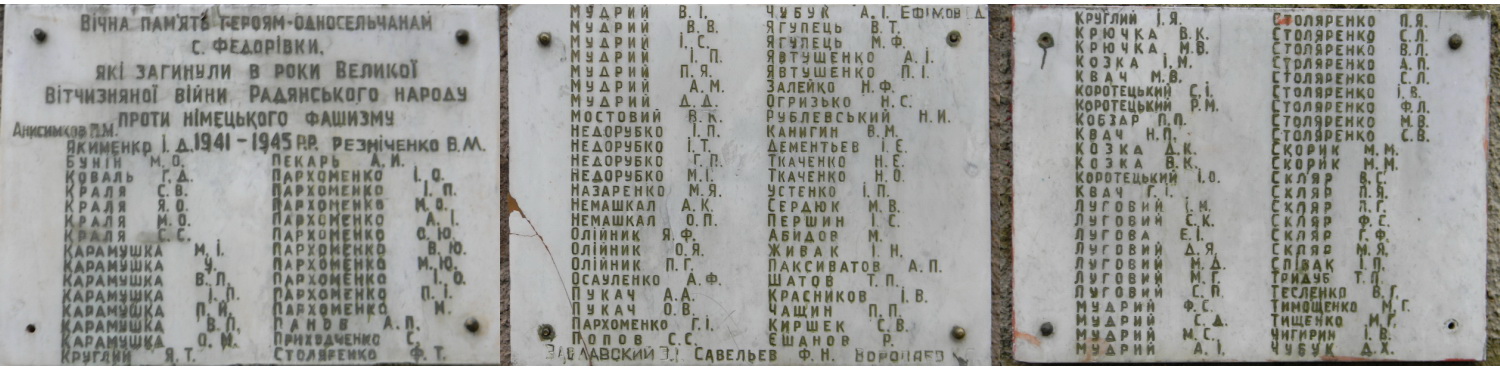 Вічна пам'ять героям-односельчанам
с. Федорівки,
які загинули в роки Великої
Вітчизняної війни Радянського народу
проти німецького фашизму
Анисимков П.М.
Якименко І. Д. 1941-1945 р.р. Резніченко В.М.
Бунін М.О. Пекарь А.И.
Коваль Г.Д. Пархоменко І.О.
Краля С.В. Пархоменко І.П.
Краля Я.О. Пархоменко М.О.
Краля М.О. Пархоменко А.І.
Краля С.С. Пархоменко О.Ю.
Карамушка М.І. Пархоменко В.Ю.
Карамушка У. Пархоменко М.Ю.
Карамушка В.П. Пархоменко І.О.
Карамушка І.П. Пархоменко П.І.
Карамушка П.И. Пархоменко М.
Карамушка В.П. Панов А.П.
Карамушка О.М. Приходченко С.
Круглий Я.Т. Столяренко Ф.Т.
Мудрий В.І. Чубук А.І. Ефімов Д
Мудрий В.В. Ягупець В.Т.
Мудрий І.С. Ягупець М.Ф.
Мудрий І.П. Явтушенко А.І.
Мудрий П.Я. Явтушенко П.І.
Мудрий А.М. Залейко Н.Ф.
Мудрий Д.Д. Огризько Н.С.
Мостовий В.К. Рублевський Н.И.
Недорубко І.П. Канигин В.М.
Недорубко І.Т. Дементьев І.Е.
Недорубко Г.П. Ткаченко Н.Е.
Недорубко М.І. Ткаченко Н.О.
Назаренко М.Я. Устенко І.П.
Немашкал А.К. Сердюк М.В.
Немашкал О.П. Першин І.С.
Олійник Я.Ф. Абидов М.
Олійник О.Я. Живак І.Н.
Олійник П.Г. Паксиватов А.П.
Осауленко А.Ф. Шатов Т.П.
Пукач А.А. Красников І.В.
Пукач О.В. Чащин П.П.
Пархоменко Г.І. Киршек С.В.
Попов С.С. Ешанов Р.
Савельев Ф.Н.
Круглий І.Я. Столяренко П.Я.
Крючка В.К. Столяренко С.Л.
Крючка М.В. Столяренко В.Л.
Козка І.М. Столяренко А.П.
Квач М.В. Столяренко С.Л.
Коротецький С.І. Столяренко І.В.
Коротецький Р.М. Столяренко Ф.Л.
Кобзар П.П. Столяренко М.В.
Квач Н.П. Столяренко С.В.
Козка Д.К. Скорик М.М.
Козка В.К. Скорик М.М.
Коротецький І.О. Скляр В.С.
Квач Г.І. Скляр П.Я.
Луговий І.М. Скляр П.Г.
Луговий С.К. Скляр Ф.С.
Лугова Е.І. Скляр Г.Ф.
Луговий Д.Я. Скляр М.Я.
Луговий М.Д. Співак І.П.
Луговий М.Г. Тридуб Т.П.
Луговий С.П. Тесленко В.Г.
Мудрий Ф.С. Тимощенко М.Г.
Мудрий С.Д. Тищенко М.Г.
Мудрий М.С. Чигирин І.В.
Мудрий А.І. Чубук Д.Х.